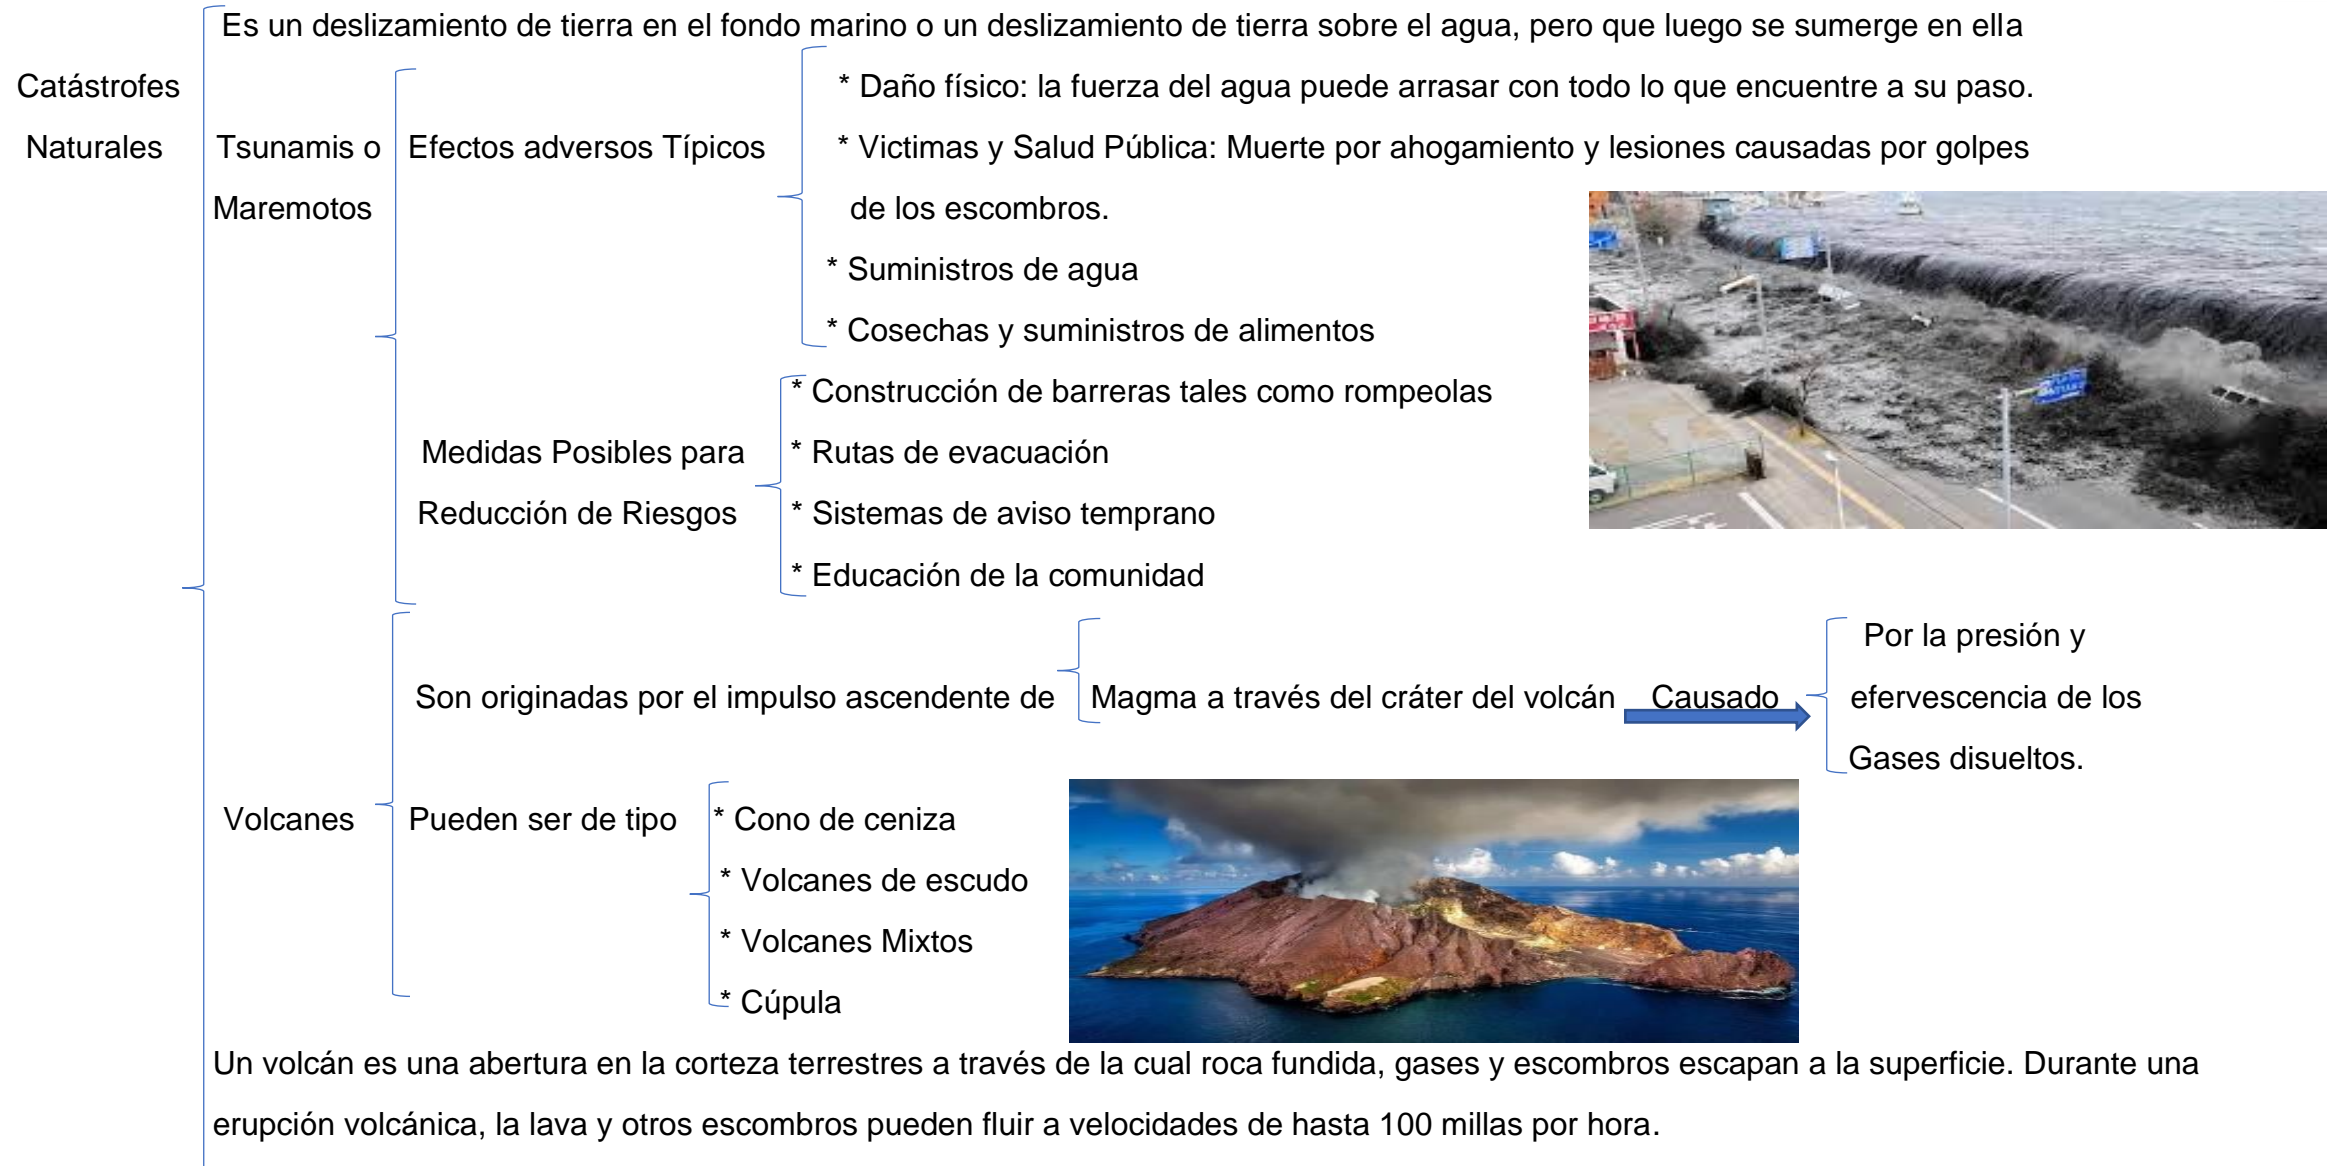 Es un deslizamiento de tierra en el fondo marino o un deslizamiento de tierra sobre el agua, pero que luego se sumerge en ella
Catástrofes
Naturales
Tsunamis o
Maremotos
Efectos adversos Típicos
* Daño físico: la fuerza del agua puede arrasar con todo lo que encuentre a su paso.
* Victimas y Salud Pública: Muerte por ahogamiento y lesiones causadas por golpes
de los escombros.
* Suministros de agua
* Cosechas y suministros de alimentos
Medidas Posibles para
Reducción de Riesgos
* Construcción de barreras tales como rompeolas
* Rutas de evacuación
* Sistemas de aviso temprano
* Educación de la comunidad
Volcanes
Son originadas por el impulso ascendente de
Magma a través del cráter del volcán
Causado
Por la presión y
efervescencia de los
Gases disueltos.
Pueden ser de tipo
* Cono de ceniza
* Volcanes de escudo
* Volcanes Mixtos
* Cúpula
Un volcán es una abertura en la corteza terrestres a través de la cual roca fundida, gases y escombros escapan a la superficie. Durante una
erupción volcánica, la lava y otros escombros pueden fluir a velocidades de hasta 100 millas por hora.